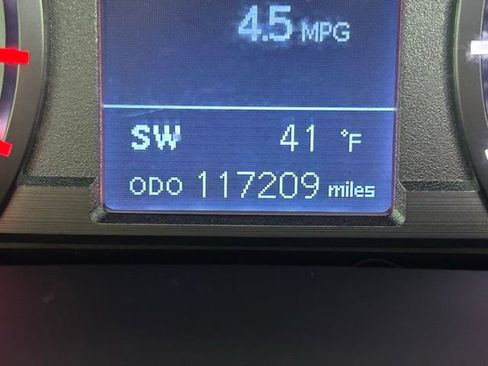 4.5 MPG
SW 41 °F
ODO 117209 miles